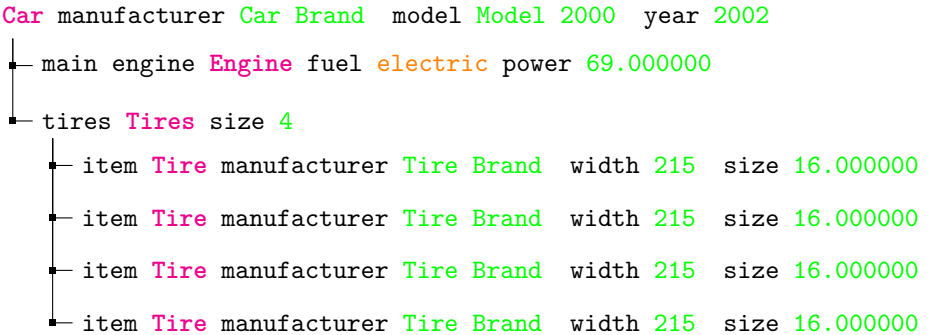 Car manufacturer Car Brand model Model 2000 year 2002
main engine Engine fuel electric power 69.000000
tires Tires size 4
item Tire manufacturer Tire Brand width 215 size 16.000000
item Tire manufacturer Tire Brand width 215 size 16.000000
item Tire manufacturer Tire Brand width 215 size 16.000000
item Tire manufacturer Tire Brand width 215 size 16.000000